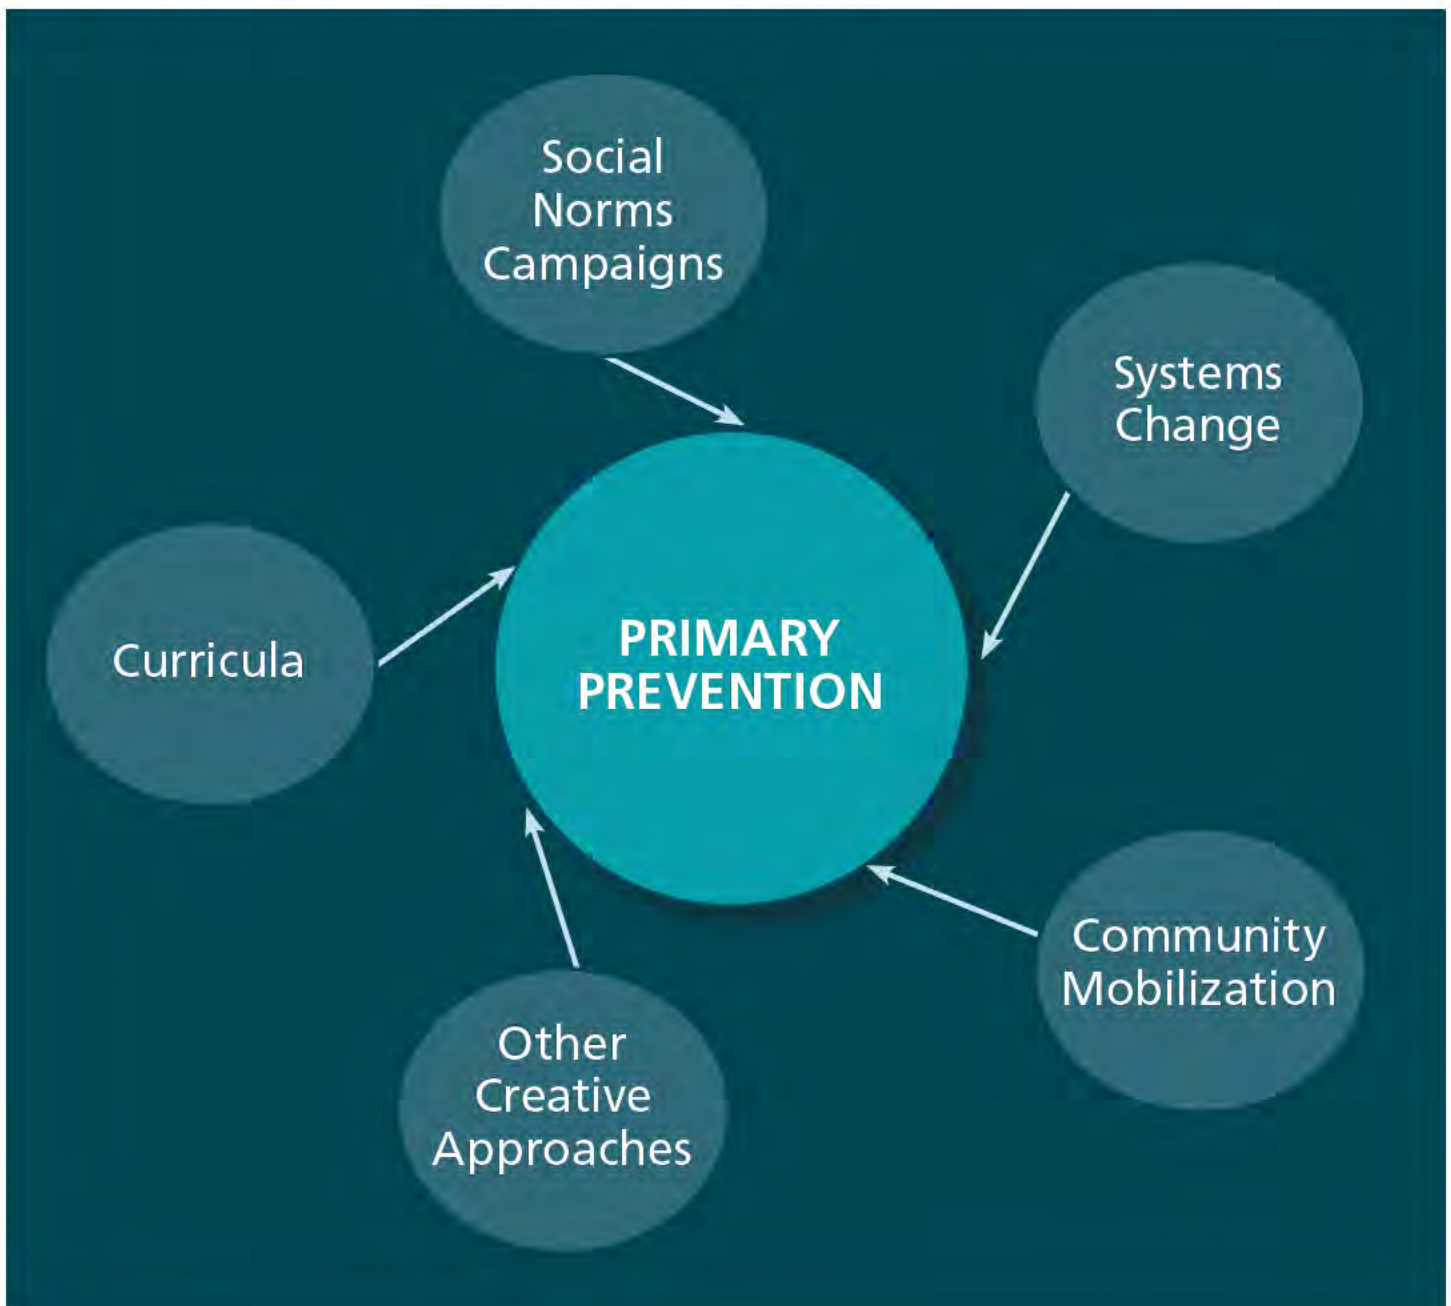 Social
Norms
Campaigns
Systems
Change
Curricula
PRIMARY
PREVENTION
Community
Mobilization
Other
Creative
Approaches